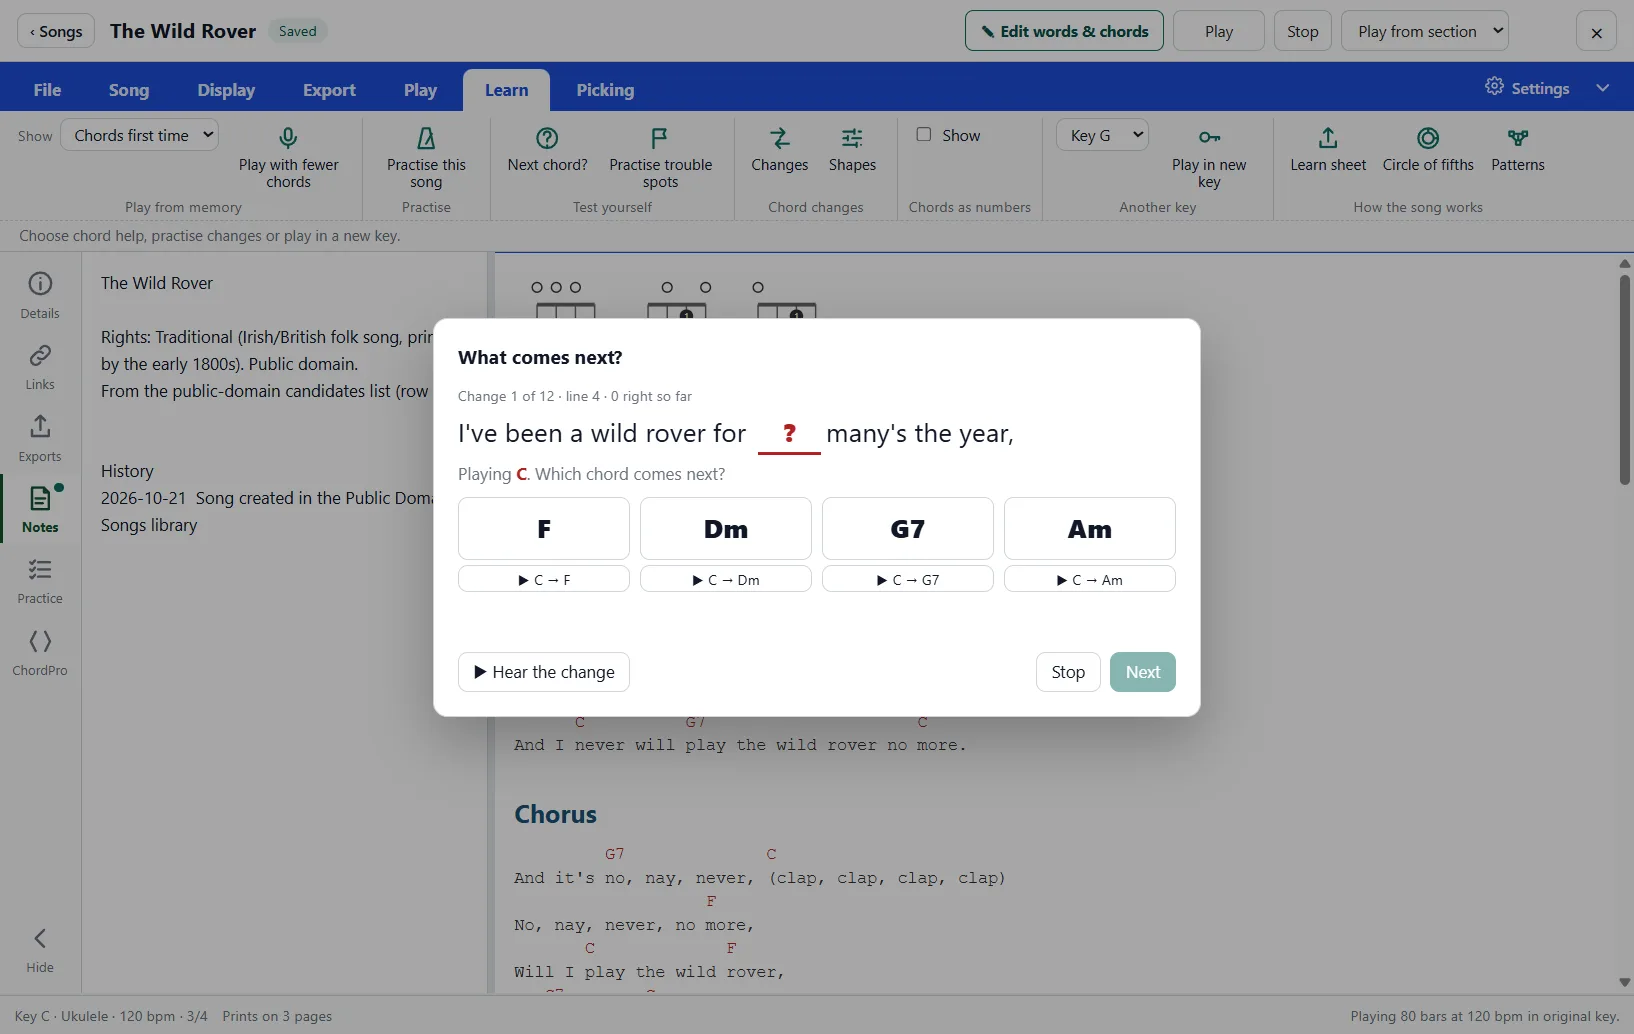 ‹ Songs
The Wild Rover
Saved
Edit words & chords
Play
Stop
Play from section
×
File
Song
Display
Export
Play
Learn
Picking
Settings
Show
Chords first time
Play with fewer chords
Play from memory
Practise this song
Practise
Next chord?
Practise trouble spots
Test yourself
Changes
Shapes
Chord changes
Show
Chords as numbers
Key G
Play in new key
Another key
Learn sheet
Circle of fifths
Patterns
How the song works
Choose chord help, practise changes or play in a new key.
Details
Links
Exports
Notes
Practice
ChordPro
Hide
The Wild Rover
Rights: Traditional (Irish/British folk song,
by the early 1800s). Public domain.
From the public-domain candidates list (row
History
2026-10-21 Song created in the Public
Songs library
What comes next?
Change 1 of 12 · line 4 · 0 right so far
I've been a wild rover for ? many's the year,
Playing C. Which chord comes next?
F
Dm
G7
Am
▶ C → F
▶ C → Dm
▶ C → G7
▶ C → Am
▶ Hear the change
Stop
Next
C G7 C
And I never will play the wild rover no more.
Chorus
G7 C
And it's no, nay, never, (clap, clap, clap, clap)
F
No, nay, never, no more,
C F
Will I play the wild rover,
Key C · Ukulele · 120 bpm · 3/4 Prints on 3 pages
Playing 80 bars at 120 bpm in original key.